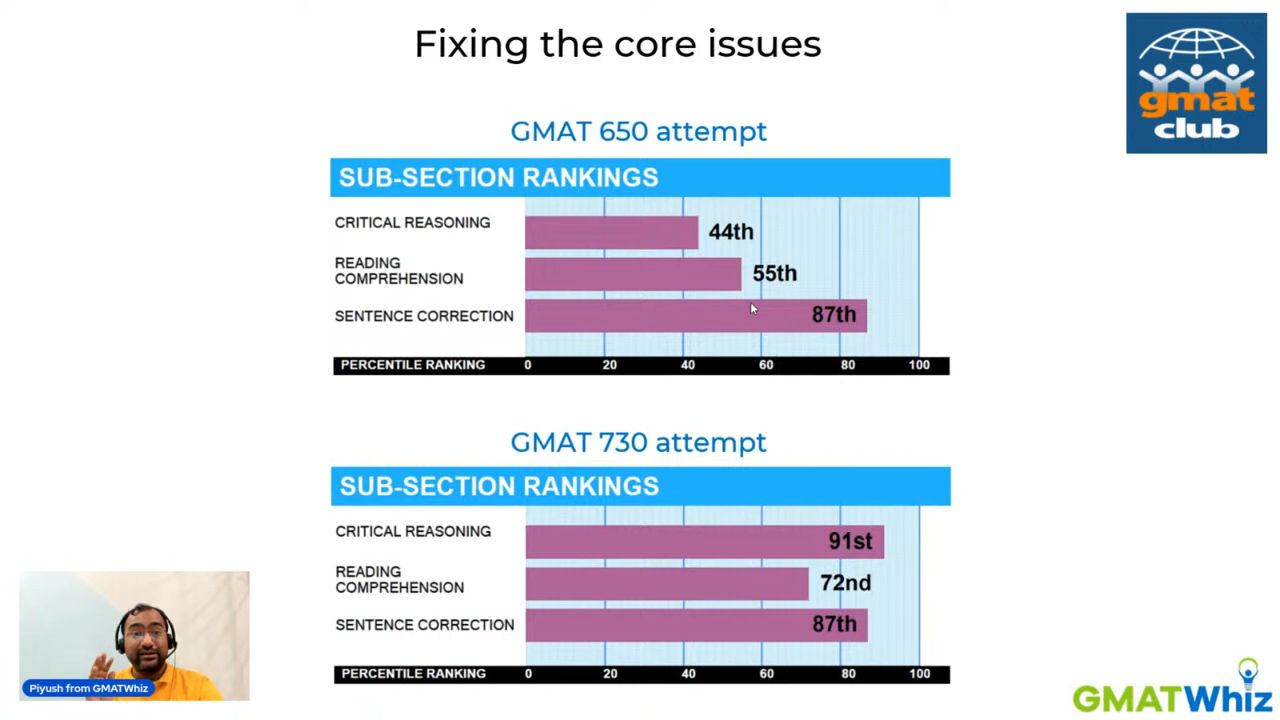 Fixing the core issues
gmat
club
GMAT 650 attempt
SUB-SECTION RANKINGS
CRITICAL REASONING
44th
READING
COMPREHENSION
55th
SENTENCE CORRECTION
87th
PERCENTILE RANKING 0 20 40 60 80 100
GMAT 730 attempt
SUB-SECTION RANKINGS
CRITICAL REASONING
91st
READING
COMPREHENSION
72nd
SENTENCE CORRECTION
87th
PERCENTILE RANKING 0 20 40 60 80 100
Piyush from GMATWhiz
GMATWhiz